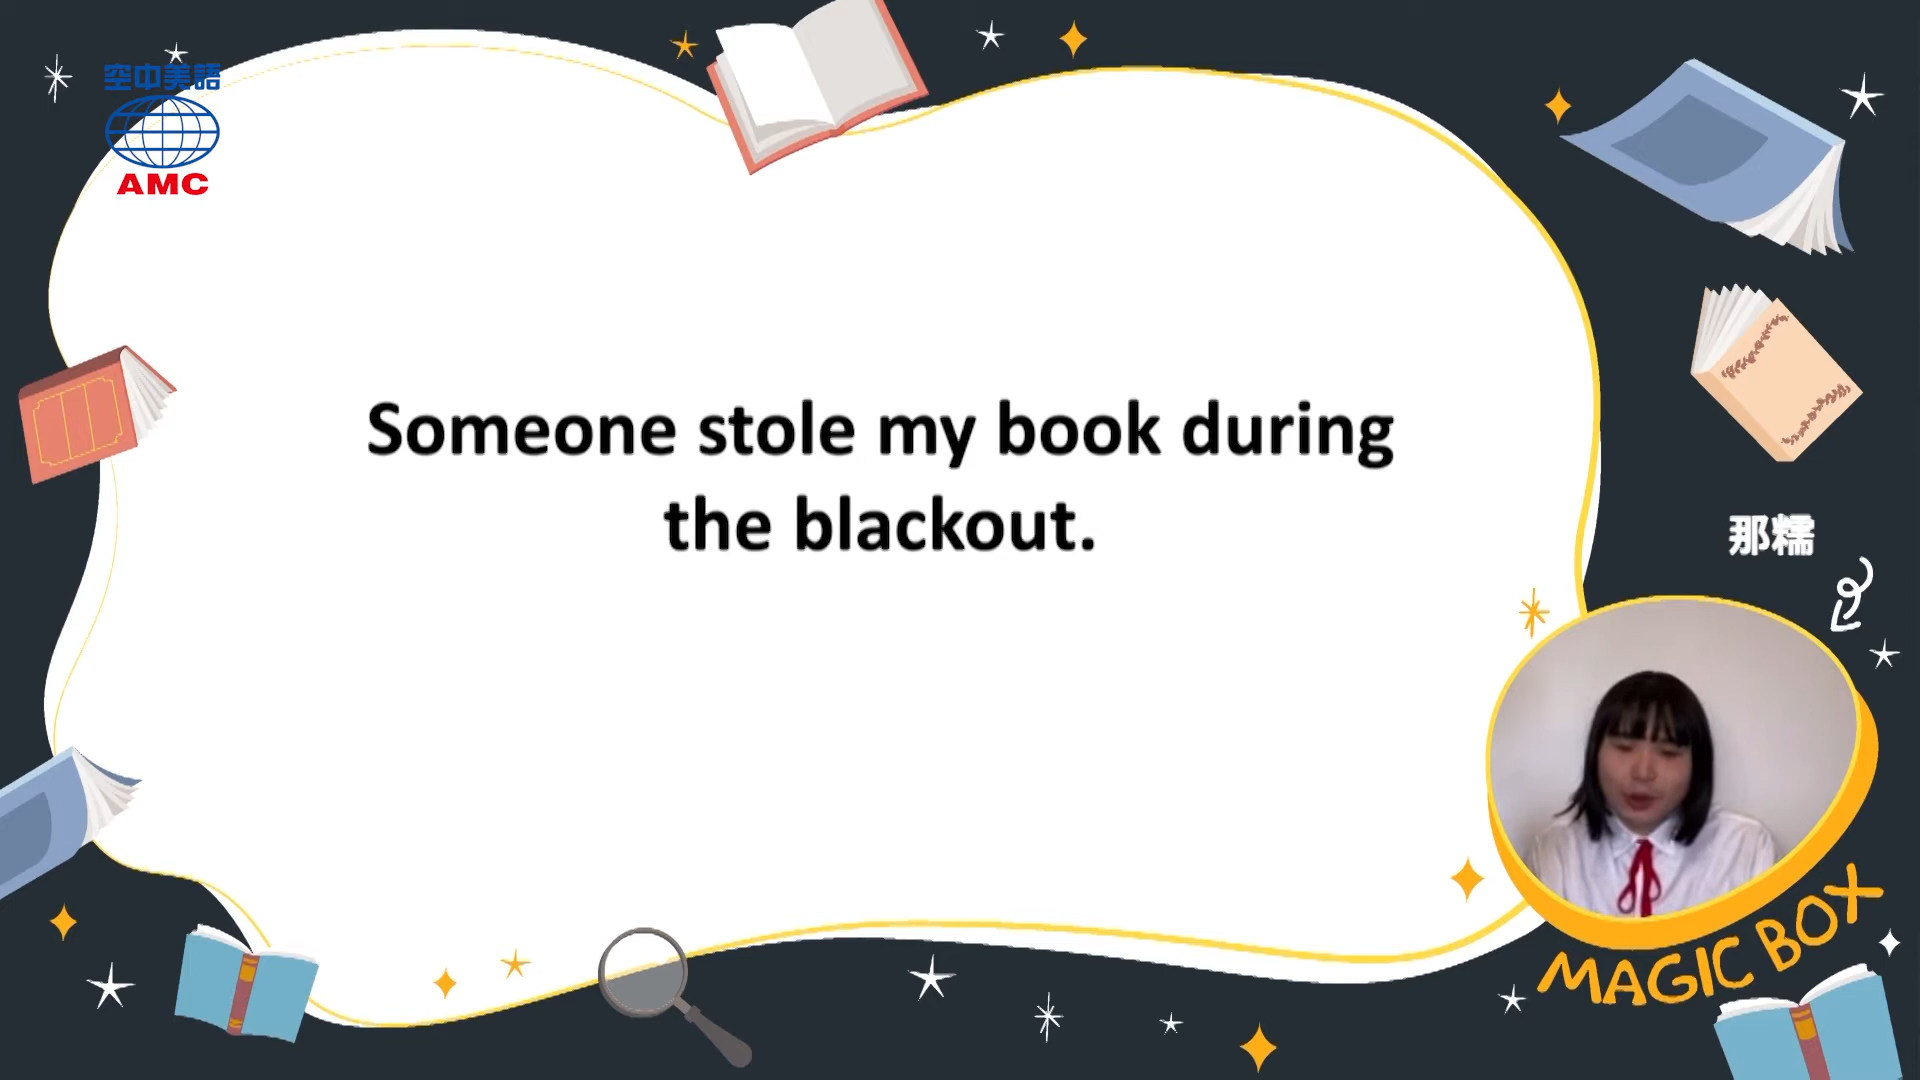 空中美語
AMC
Someone stole my book during
the blackout.
那糯
MAGIC BOX